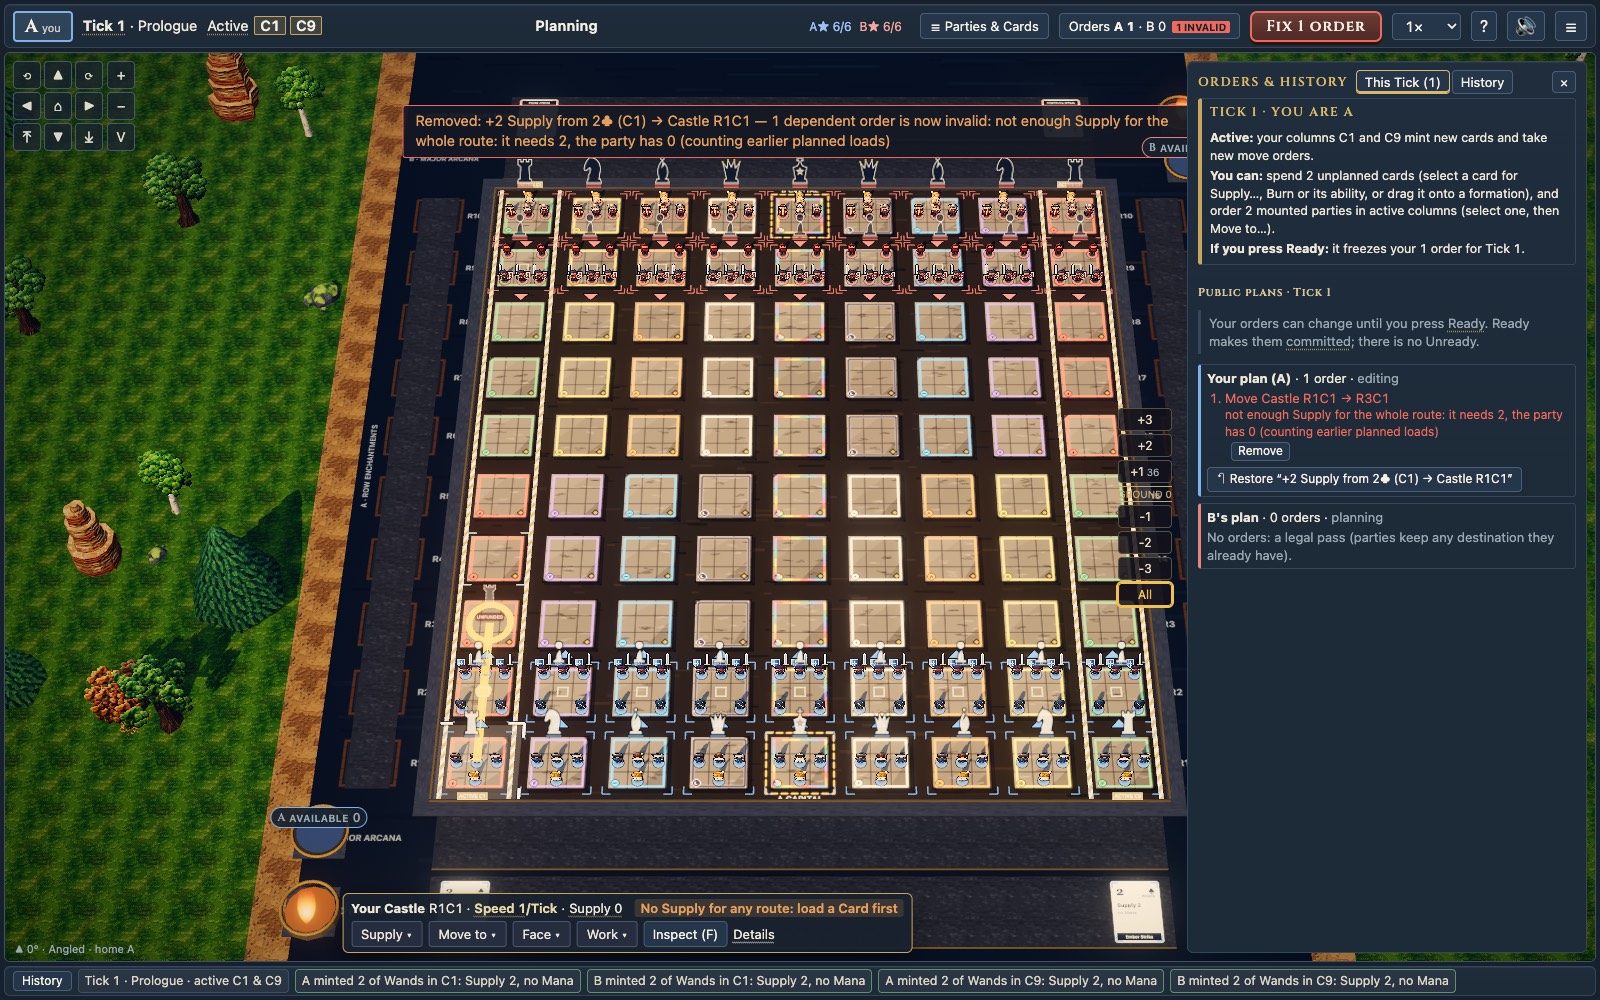 A you
Tick 1 · Prologue Active C1 C9
Planning
A★ 6/6 B★ 6/6
≡ Parties & Cards
Orders A 1 · B 0 1 INVALID
FIX 1 ORDER
1×
?
V
Removed: +2 Supply from 2♣ (C1) → Castle R1C1 — 1 dependent order is now invalid: not enough Supply for the
whole route: it needs 2, the party has 0 (counting earlier planned loads)
B AVAI
B · MAJOR ARCANA
A · ROW ENCHANTMENTS
+3
+2
+1 36
-1
-2
-3
All
UNFUNDED
A CAPITAL
A AVAILABLE 0
OR ARCANA
ORDERS & HISTORY
This Tick (1)
History
×
TICK 1 · YOU ARE A
Active: your columns C1 and C9 mint new cards and take
new move orders.
You can: spend 2 unplanned cards (select a card for
Supply…, Burn or its ability, or drag it onto a formation), and
order 2 mounted parties in active columns (select one, then
Move to…).
If you press Ready: it freezes your 1 order for Tick 1.
PUBLIC PLANS · TICK 1
Your orders can change until you press Ready. Ready
makes them committed; there is no Unready.
Your plan (A) · 1 order · editing
1. Move Castle R1C1 → R3C1
not enough Supply for the whole route: it needs 2, the party
has 0 (counting earlier planned loads)
Remove
↰ Restore “+2 Supply from 2♣ (C1) → Castle R1C1”
B's plan · 0 orders · planning
No orders: a legal pass (parties keep any destination they
already have).
2
Supply 2
Your Castle R1C1 · Speed 1/Tick · Supply 0 No Supply for any route: load a Card first
Supply ▾
Move to ▾
Face ▾
Work ▾
Inspect (F)
Details
▲ 0° · Angled · home A
History
Tick 1 · Prologue · active C1 & C9
A minted 2 of Wands in C1: Supply 2, no Mana
B minted 2 of Wands in C1: Supply 2, no Mana
A minted 2 of Wands in C9: Supply 2, no Mana
B minted 2 of Wands in C9: Supply 2, no Mana